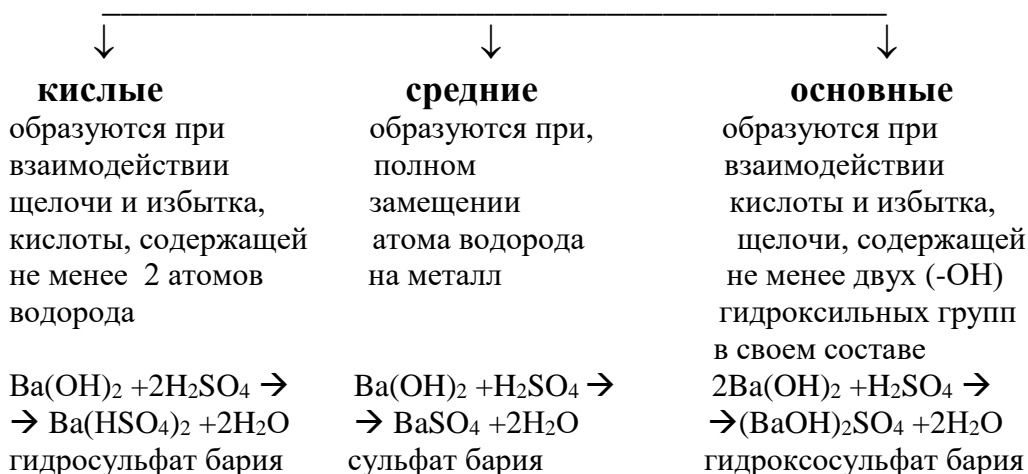 кислые
образуются при
взаимодействии
щелочи и избытка,
кислоты, содержащей
не менее 2 атомов
водорода
Ba(OH)₂ +2H₂SO₄ →
→ Ba(HSO₄)₂ +2H₂O
гидросульфат бария
средние
образуются при,
полном
замещении
атома водорода
на металл
Ba(OH)₂ +H₂SO₄ →
→ BaSO₄ +2H₂O
сульфат бария
основные
образуются при
взаимодействии
кислоты и избытка,
щелочи, содержащей
не менее двух (-ОН)
гидроксильных групп
в своем составе
2Ba(OH)₂ +H₂SO₄ →
→(BaOH)₂SO₄ +2H₂O
гидроксосульфат бария